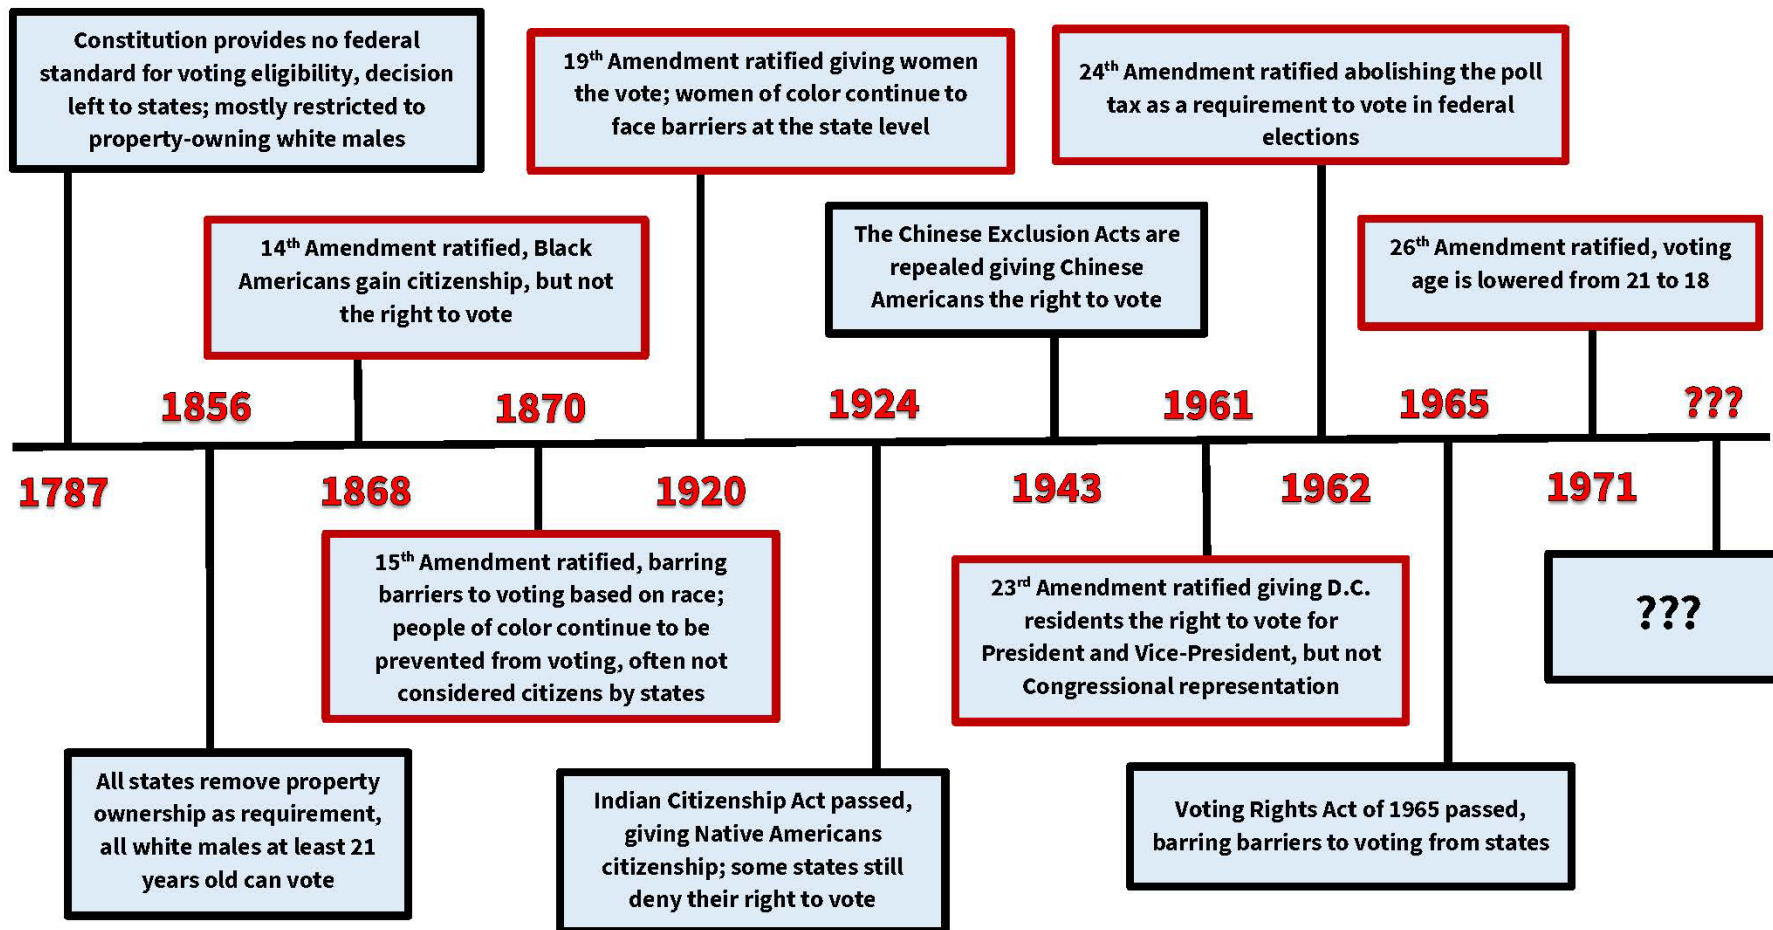 Constitution provides no federal
standard for voting eligibility, decision
left to states; mostly restricted to
property-owning white males
19th Amendment ratified giving women
the vote; women of color continue to
face barriers at the state level
24th Amendment ratified abolishing the poll
tax as a requirement to vote in federal
elections
14th Amendment ratified, Black
Americans gain citizenship, but not
the right to vote
The Chinese Exclusion Acts are
repealed giving Chinese
Americans the right to vote
26th Amendment ratified, voting
age is lowered from 21 to 18
1856
1870
1924
1961
1965
???
1787
1868
1920
1943
1962
1971
15th Amendment ratified, barring
barriers to voting based on race;
people of color continue to be
prevented from voting, often not
considered citizens by states
23rd Amendment ratified giving D.C.
residents the right to vote for
President and Vice-President, but not
Congressional representation
???
All states remove property
ownership as requirement,
all white males at least 21
years old can vote
Indian Citizenship Act passed,
giving Native Americans
citizenship; some states still
deny their right to vote
Voting Rights Act of 1965 passed,
barring barriers to voting from states